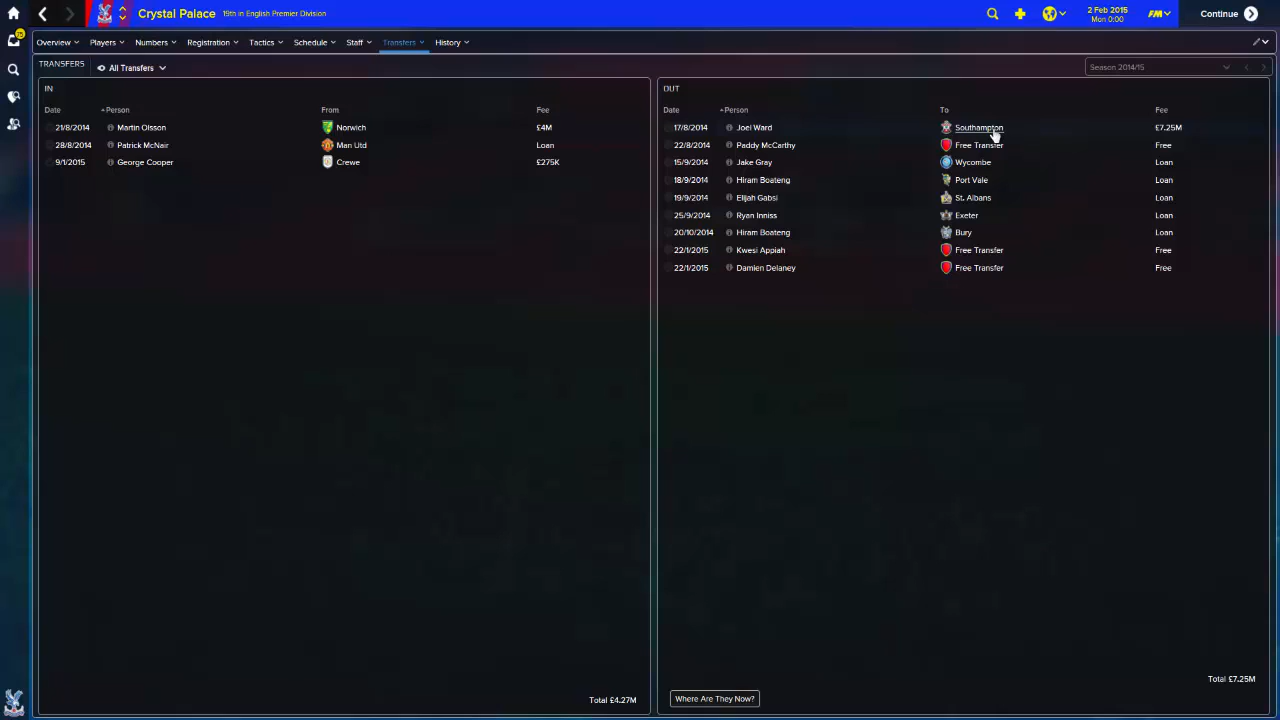 Crystal Palace 19th in English Premier Division 2 Feb 2015 Mon 0:00 FM Continue
75
Overview Players Numbers Registration Tactics Schedule Staff Transfers History
TRANSFERS All Transfers Season 2014/15
IN
Date Person From Fee
21/8/2014 Martin Olsson Norwich £4M
28/8/2014 Patrick McNair Man Utd Loan
9/1/2015 George Cooper Crewe £275K
Total £4.27M
OUT
Date Person To Fee
17/8/2014 Joel Ward Southampton £7.25M
22/8/2014 Paddy McCarthy Free Transfer Free
15/9/2014 Jake Gray Wycombe Loan
18/9/2014 Hiram Boateng Port Vale Loan
19/9/2014 Elijah Gabsi St. Albans Loan
25/9/2014 Ryan Inniss Exeter Loan
20/10/2014 Hiram Boateng Bury Loan
22/1/2015 Kwesi Appiah Free Transfer Free
22/1/2015 Damien Delaney Free Transfer Free
Total £7.25M
Where Are They Now?